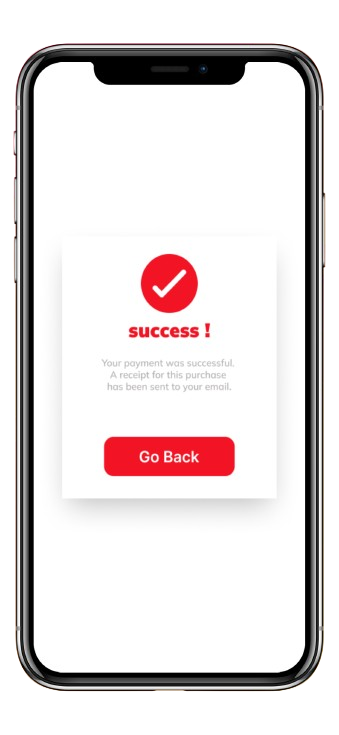 success !
Your payment was successful.
A receipt for this purchase
has been sent to your email.
Go Back